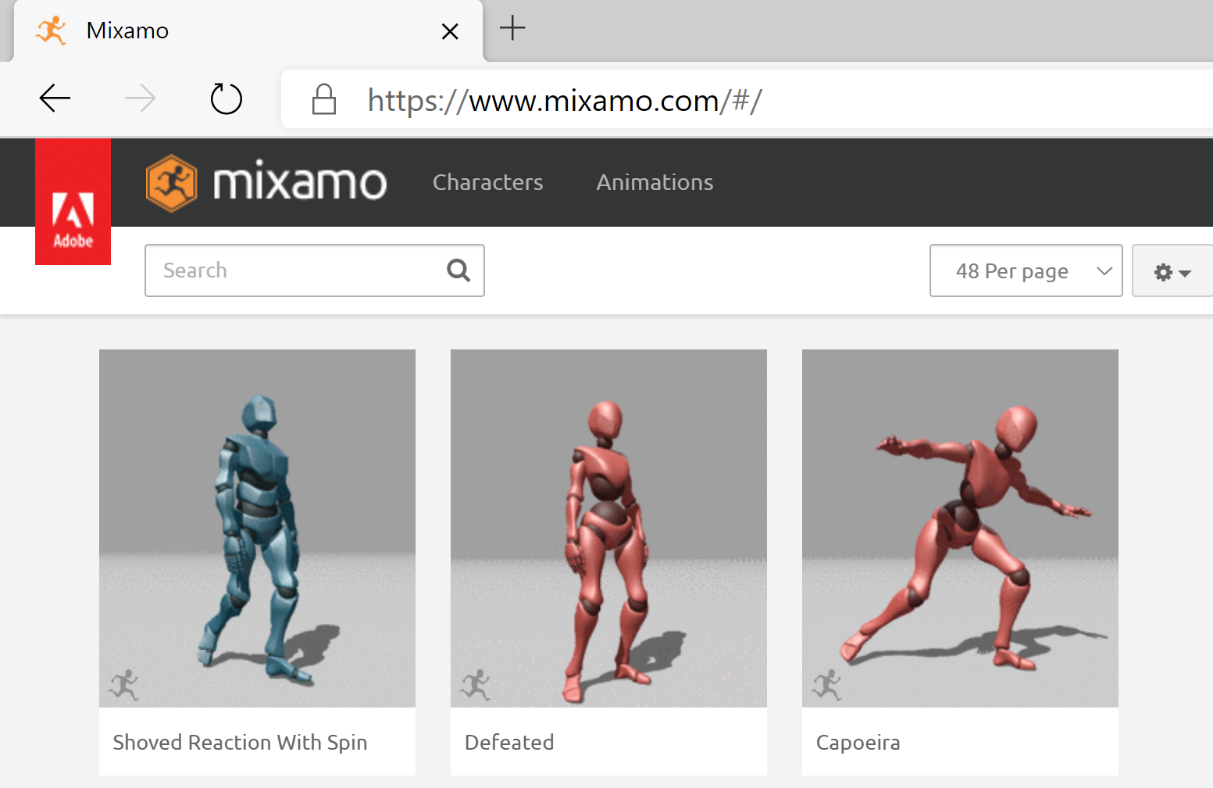 Mixamo
https://www.mixamo.com/#/
Adobe
mixamo
Characters
Animations
Search
48 Per page
Shoved Reaction With Spin
Defeated
Capoeira